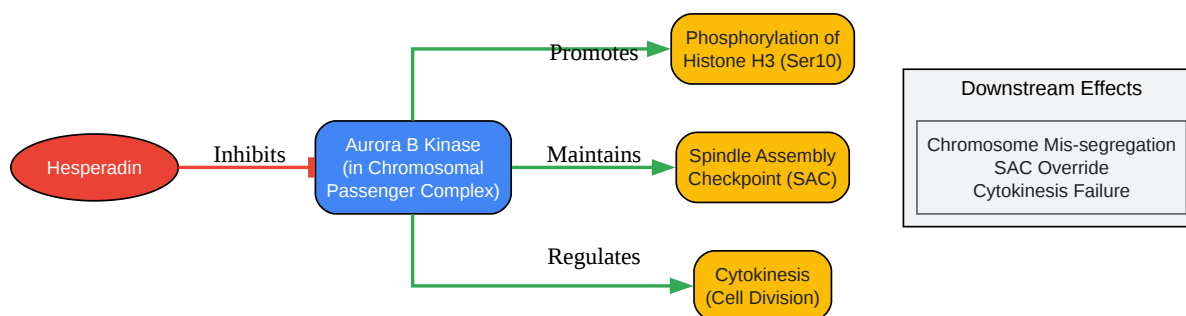 Hesperadin
Inhibits
Aurora B Kinase
(in Chromosomal
Passenger Complex)
Promotes
Phosphorylation of
Histone H3 (Ser10)
Maintains
Spindle Assembly
Checkpoint (SAC)
Regulates
Cytokinesis
(Cell Division)
Downstream Effects
Chromosome Mis-segregation
SAC Override
Cytokinesis Failure